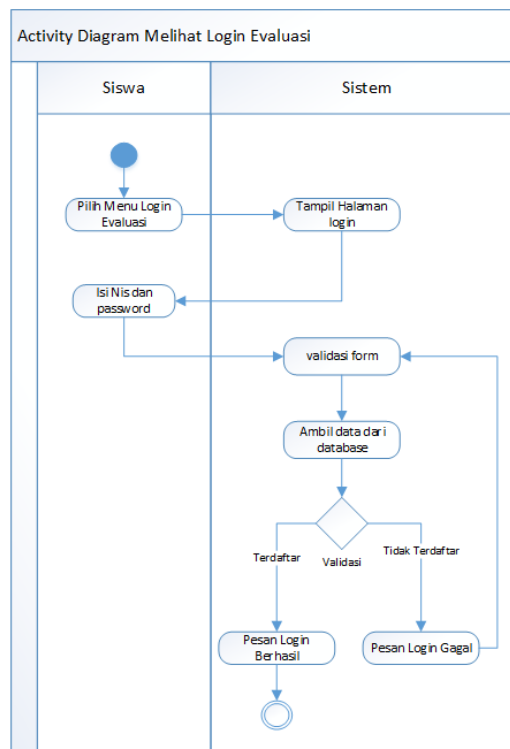 Activity Diagram Melihat Login Evaluasi
Siswa
Sistem
Pilih Menu Login
Evaluasi
Tampil Halaman
login
Isi Nis dan
password
validasi form
Ambil data dari
database
Terdaftar
Validasi
Tidak Terdaftar
Pesan Login
Berhasil
Pesan Login Gagal